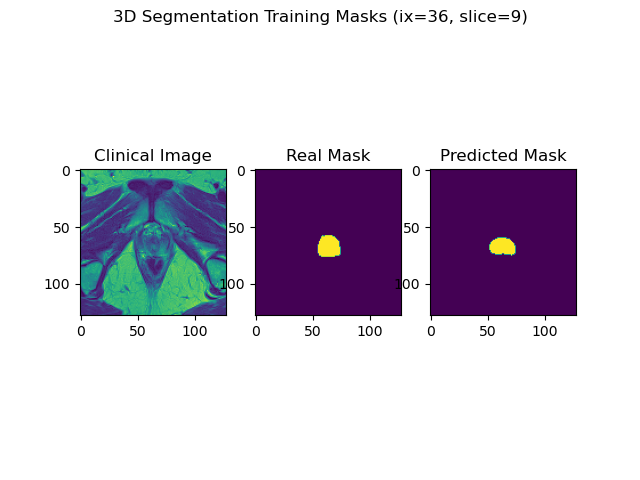 3D Segmentation Training Masks (ix=36, slice=9)
Clinical Image Real Mask Predicted Mask
0 0 0
50 50 50
100 100 100
0 50 100 0 50 100 0 50 100